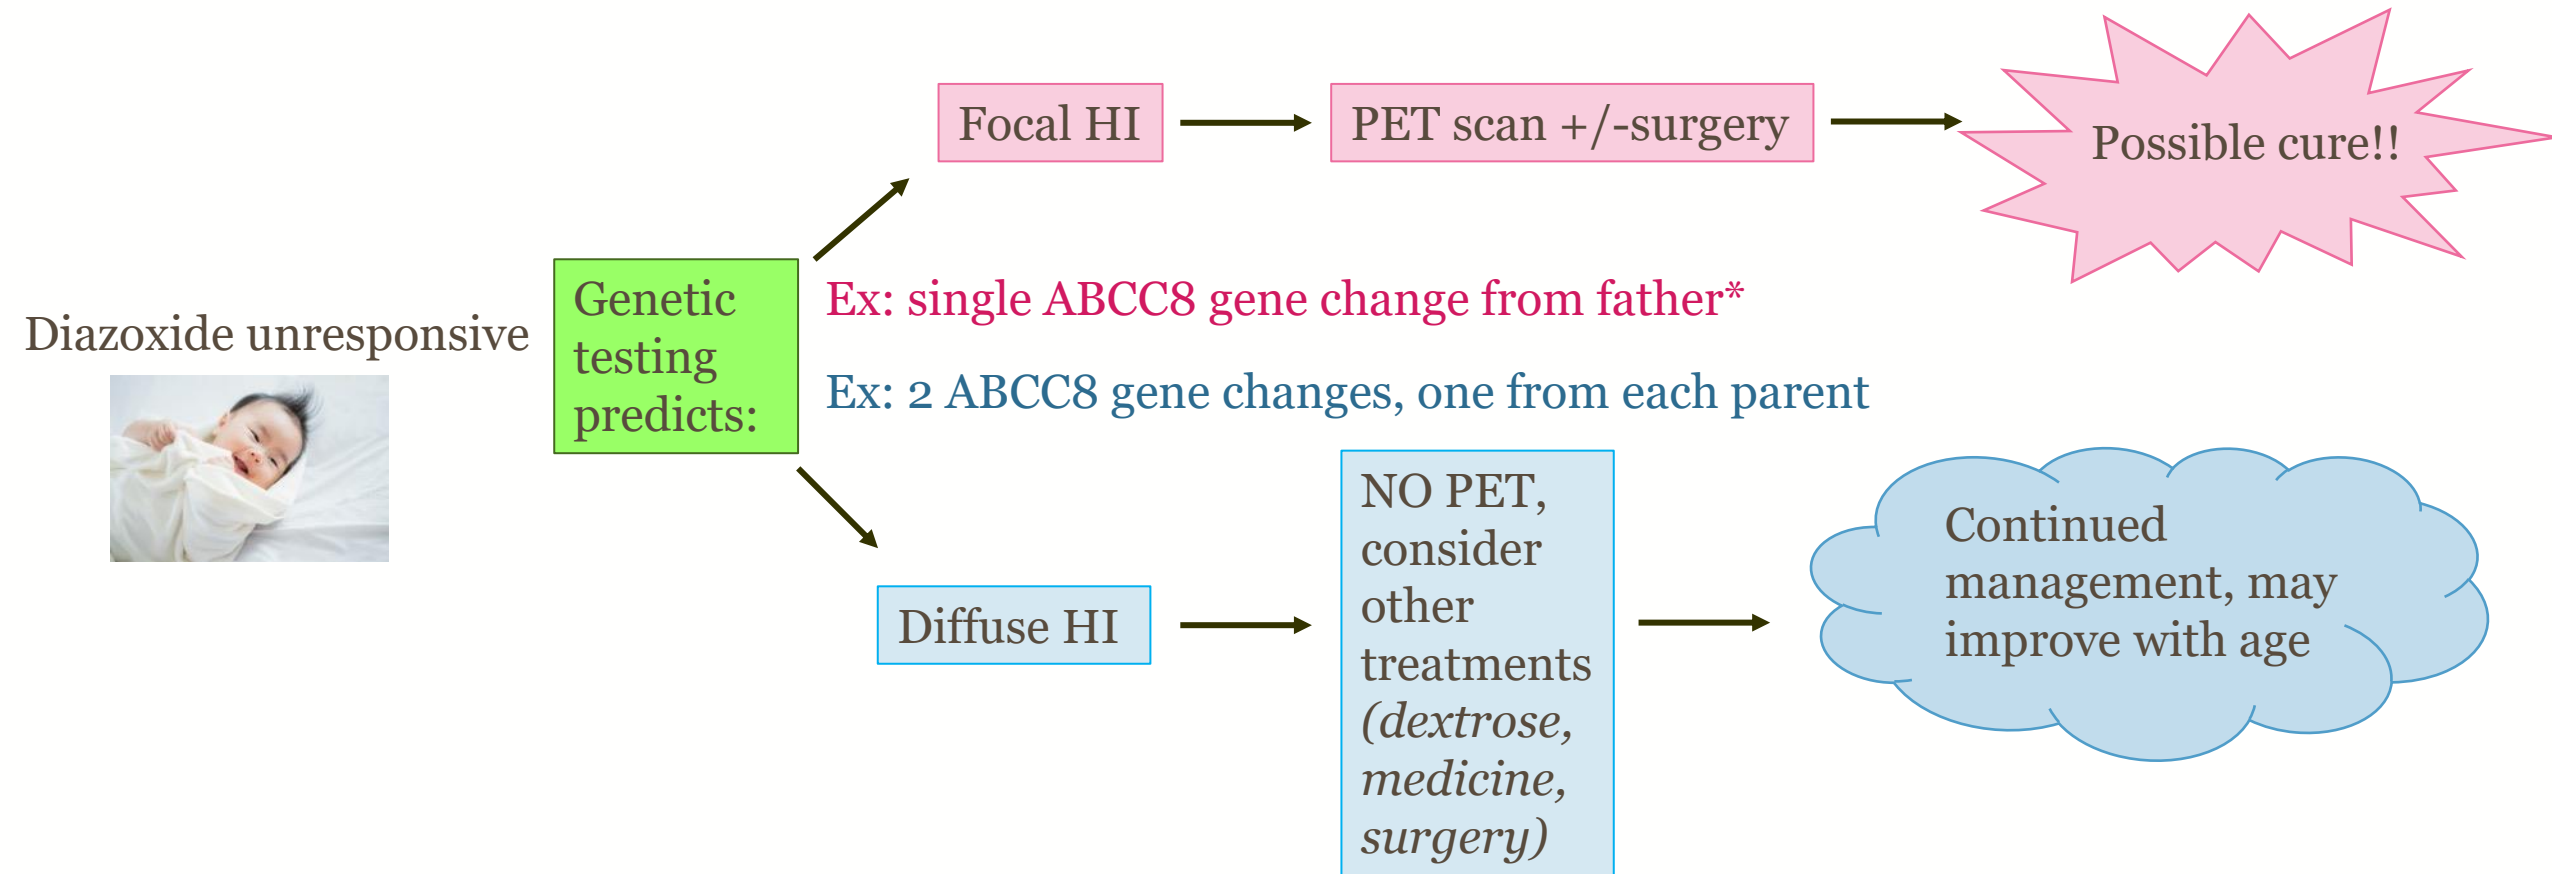 Diazoxide unresponsive
Genetic
testing
predicts:
Focal HI
PET scan +/-surgery
Possible cure!!
Ex: single ABCC8 gene change from father*
Ex: 2 ABCC8 gene changes, one from each parent
Diffuse HI
NO PET,
consider
other
treatments
(dextrose,
medicine,
surgery)
Continued
management, may
improve with age